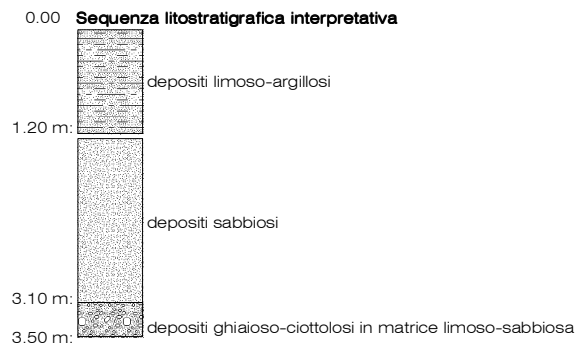 0.00 Sequenza litostratigrafica interpretativa
depositi limoso-argillosi
1.20 m:
depositi sabbiosi
3.10 m:
depositi ghiaioso-ciottolosi in matrice limoso-sabbiosa
3.50 m: